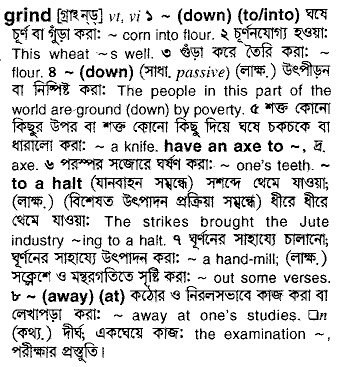 grind [গ্রাইন্ড্] vt, vi ১ ~ (down) (to/into) ঘষে
চূর্ণ বা গুঁড়া করা: ~ corn into flour. ২ চূর্ণনযোগ্য হওয়া:
This wheat ~s well. ৩ গুঁড়া করে তৈরি করা: ~
flour. ৪ ~ (down) (সাধা. passive) (লাক্ষ.) উৎপীড়ন
বা নিষ্পিষ্ট করা: The people in this part of the
world are ground (down) by poverty. ৫ শক্ত কোনো
কিছুর উপর বা শক্ত কোনো কিছু দিয়ে ঘষে চকচকে বা
ধারালো করা: ~ a knife. have an axe to ~, দ্র.
axe. ৬ পরস্পর সজোরে ঘর্ষণ করা: ~ one's teeth. ~
to a halt (যানবাহন সম্বন্ধে) সশব্দে থেমে যাওয়া;
(লাক্ষ.) (বিশেষত উৎপাদন প্রক্রিয়া সম্বন্ধে) ধীরে ধীরে
থেমে যাওয়া: The strikes brought the Jute
industry ~ing to a halt. ৭ ঘূর্ণনের সাহায্যে চালানো;
ঘূর্ণনের সাহায্যে উৎপাদন করা: ~ a hand-mill; (লাক্ষ.)
সক্লেশে ও মন্থরগতিতে সৃষ্টি করা: ~ out some verses.
৮ ~ (away) (at) কঠোর ও নিরলসভাবে কাজ করা বা
লেখাপড়া করা: ~ away at one's studies. □n
(কথ্য.) দীর্ঘ, একঘেয়ে কাজ: the examination ~,
পরীক্ষার প্রস্তুতি।